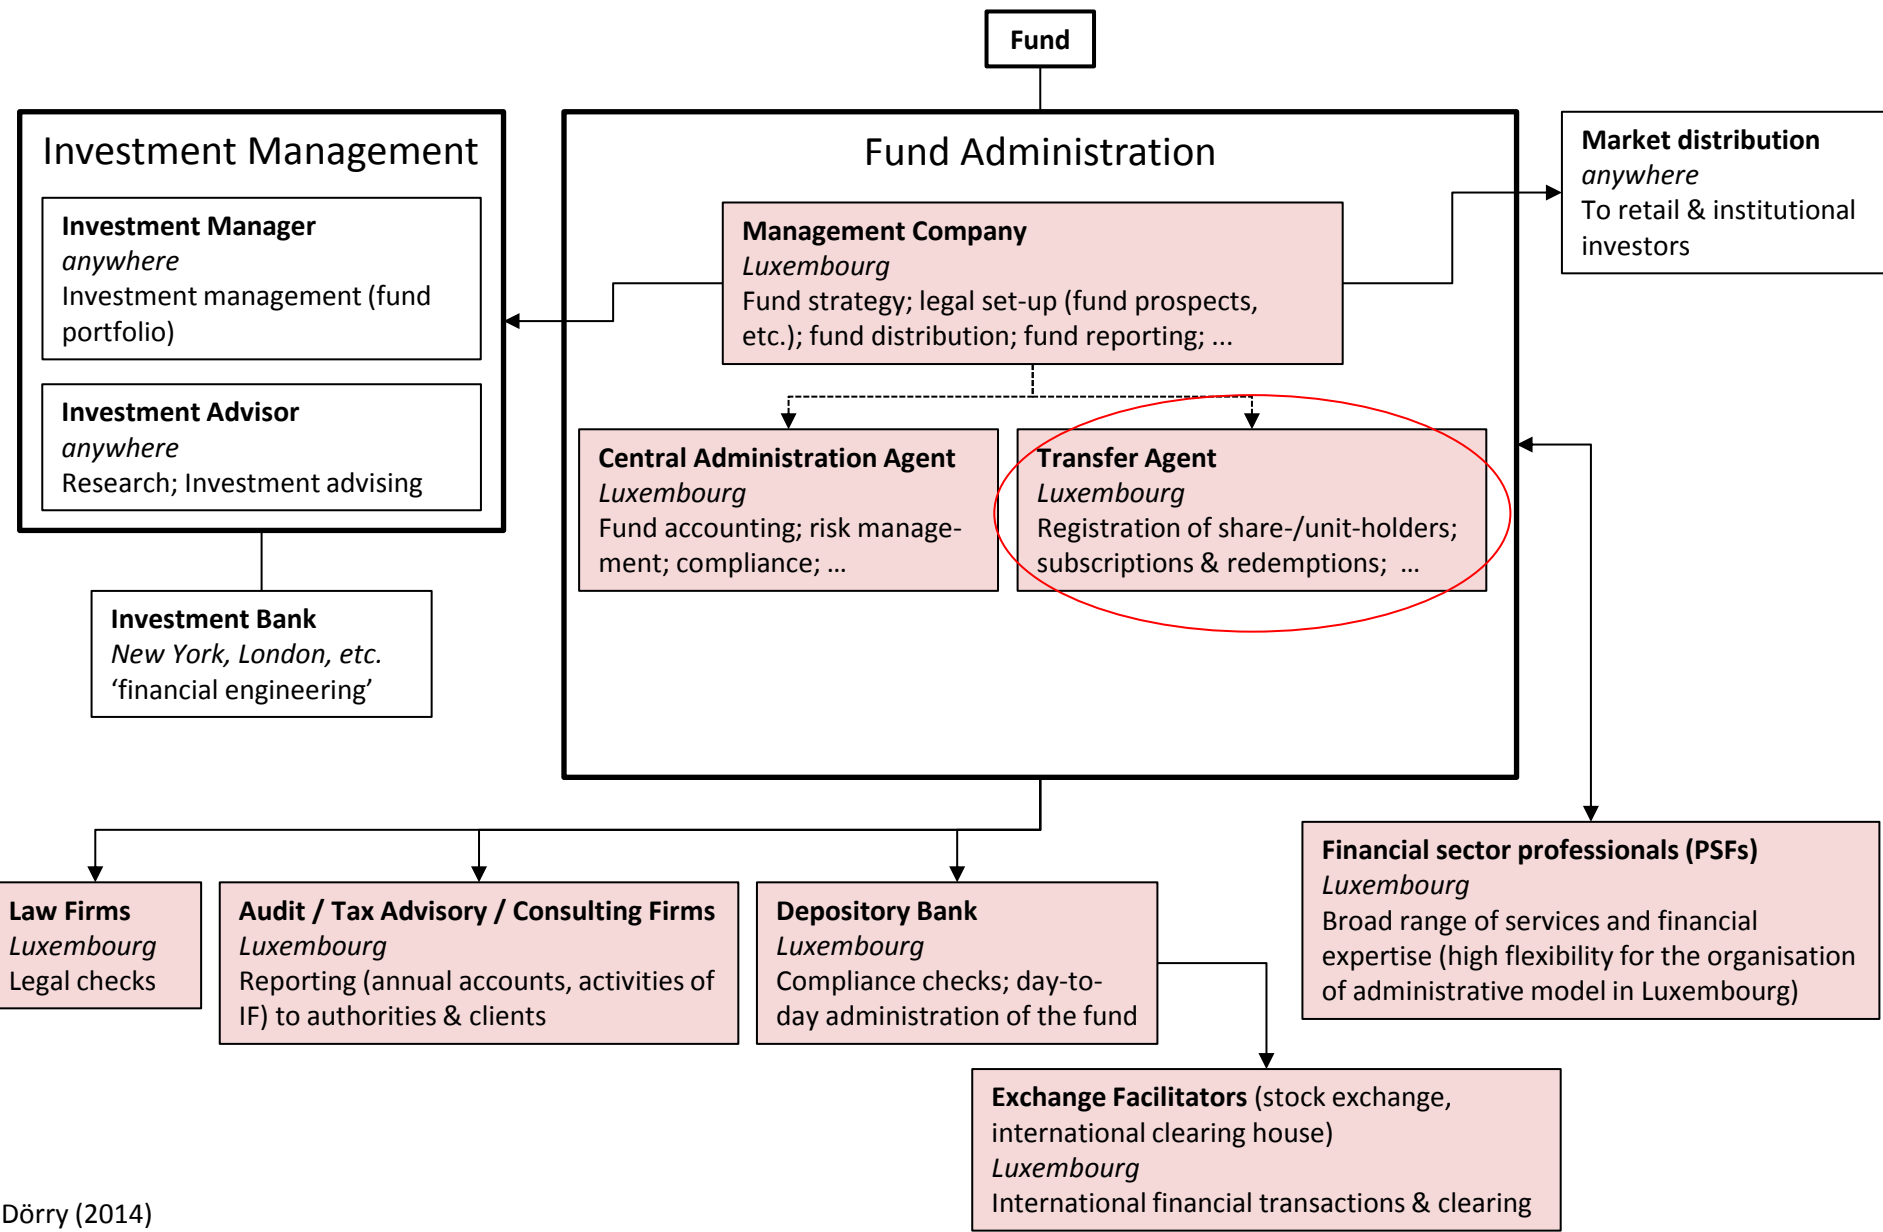 Fund
Investment Management
Investment Manager
anywhere
Investment management (fund
portfolio)
Investment Advisor
anywhere
Research; Investment advising
Investment Bank
New York, London, etc.
‘financial engineering’
Fund Administration
Management Company
Luxembourg
Fund strategy; legal set-up (fund prospects,
etc.); fund distribution; fund reporting; ...
Central Administration Agent
Luxembourg
Fund accounting; risk manage-
ment; compliance; …
Transfer Agent
Luxembourg
Registration of share-/unit-holders;
subscriptions & redemptions; …
Market distribution
anywhere
To retail & institutional
investors
Law Firms
Luxembourg
Legal checks
Audit / Tax Advisory / Consulting Firms
Luxembourg
Reporting (annual accounts, activities of
IF) to authorities & clients
Depository Bank
Luxembourg
Compliance checks; day-to-
day administration of the fund
Financial sector professionals (PSFs)
Luxembourg
Broad range of services and financial
expertise (high flexibility for the organisation
of administrative model in Luxembourg)
Exchange Facilitators (stock exchange,
international clearing house)
Luxembourg
International financial transactions & clearing
Dörry (2014)